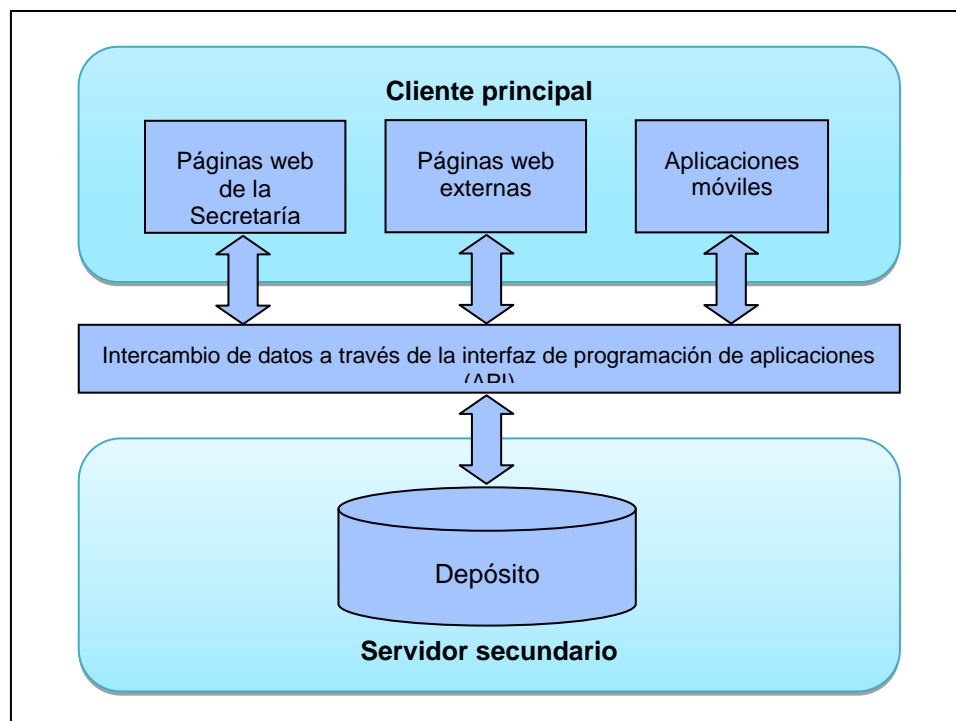 Cliente principal
Páginas web
de la
Secretaría
Páginas web
externas
Aplicaciones
móviles
Intercambio de datos a través de la interfaz de programación de aplicaciones
(API)
Depósito
Servidor secundario